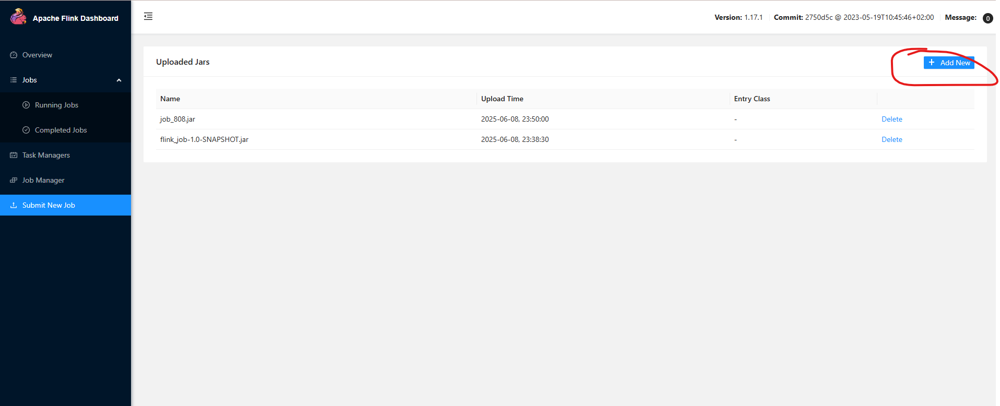 Apache Flink Dashboard
Version: 1.17.1 Commit: 2750d5c @ 2023-05-19T10:45:46+02:00 Message: 0
Overview
Jobs
Running Jobs
Completed Jobs
Task Managers
Job Manager
Submit New Job
Uploaded Jars
+ Add New
Name Upload Time Entry Class
job_808.jar 2025-06-08, 23:50:00 - Delete
flink_job-1.0-SNAPSHOT.jar 2025-06-08, 23:38:30 - Delete